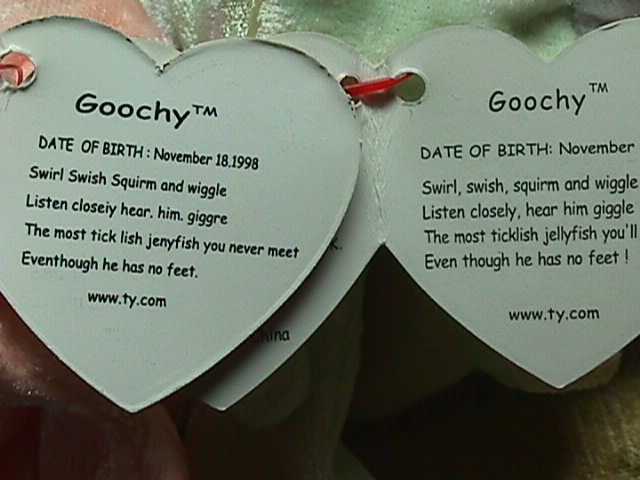 Goochy™
DATE OF BIRTH : November 18.1998
Swirl Swish Squirm and wiggle
Listen closeiy hear. him. giggre
The most tick lish jenyfish you never meet
Eventhough he has no feet.
www.ty.com
China
Goochy™
DATE OF BIRTH: November
Swirl, swish, squirm and wiggle
Listen closely, hear him giggle
The most ticklish jellyfish you'll
Even though he has no feet !
www.ty.com